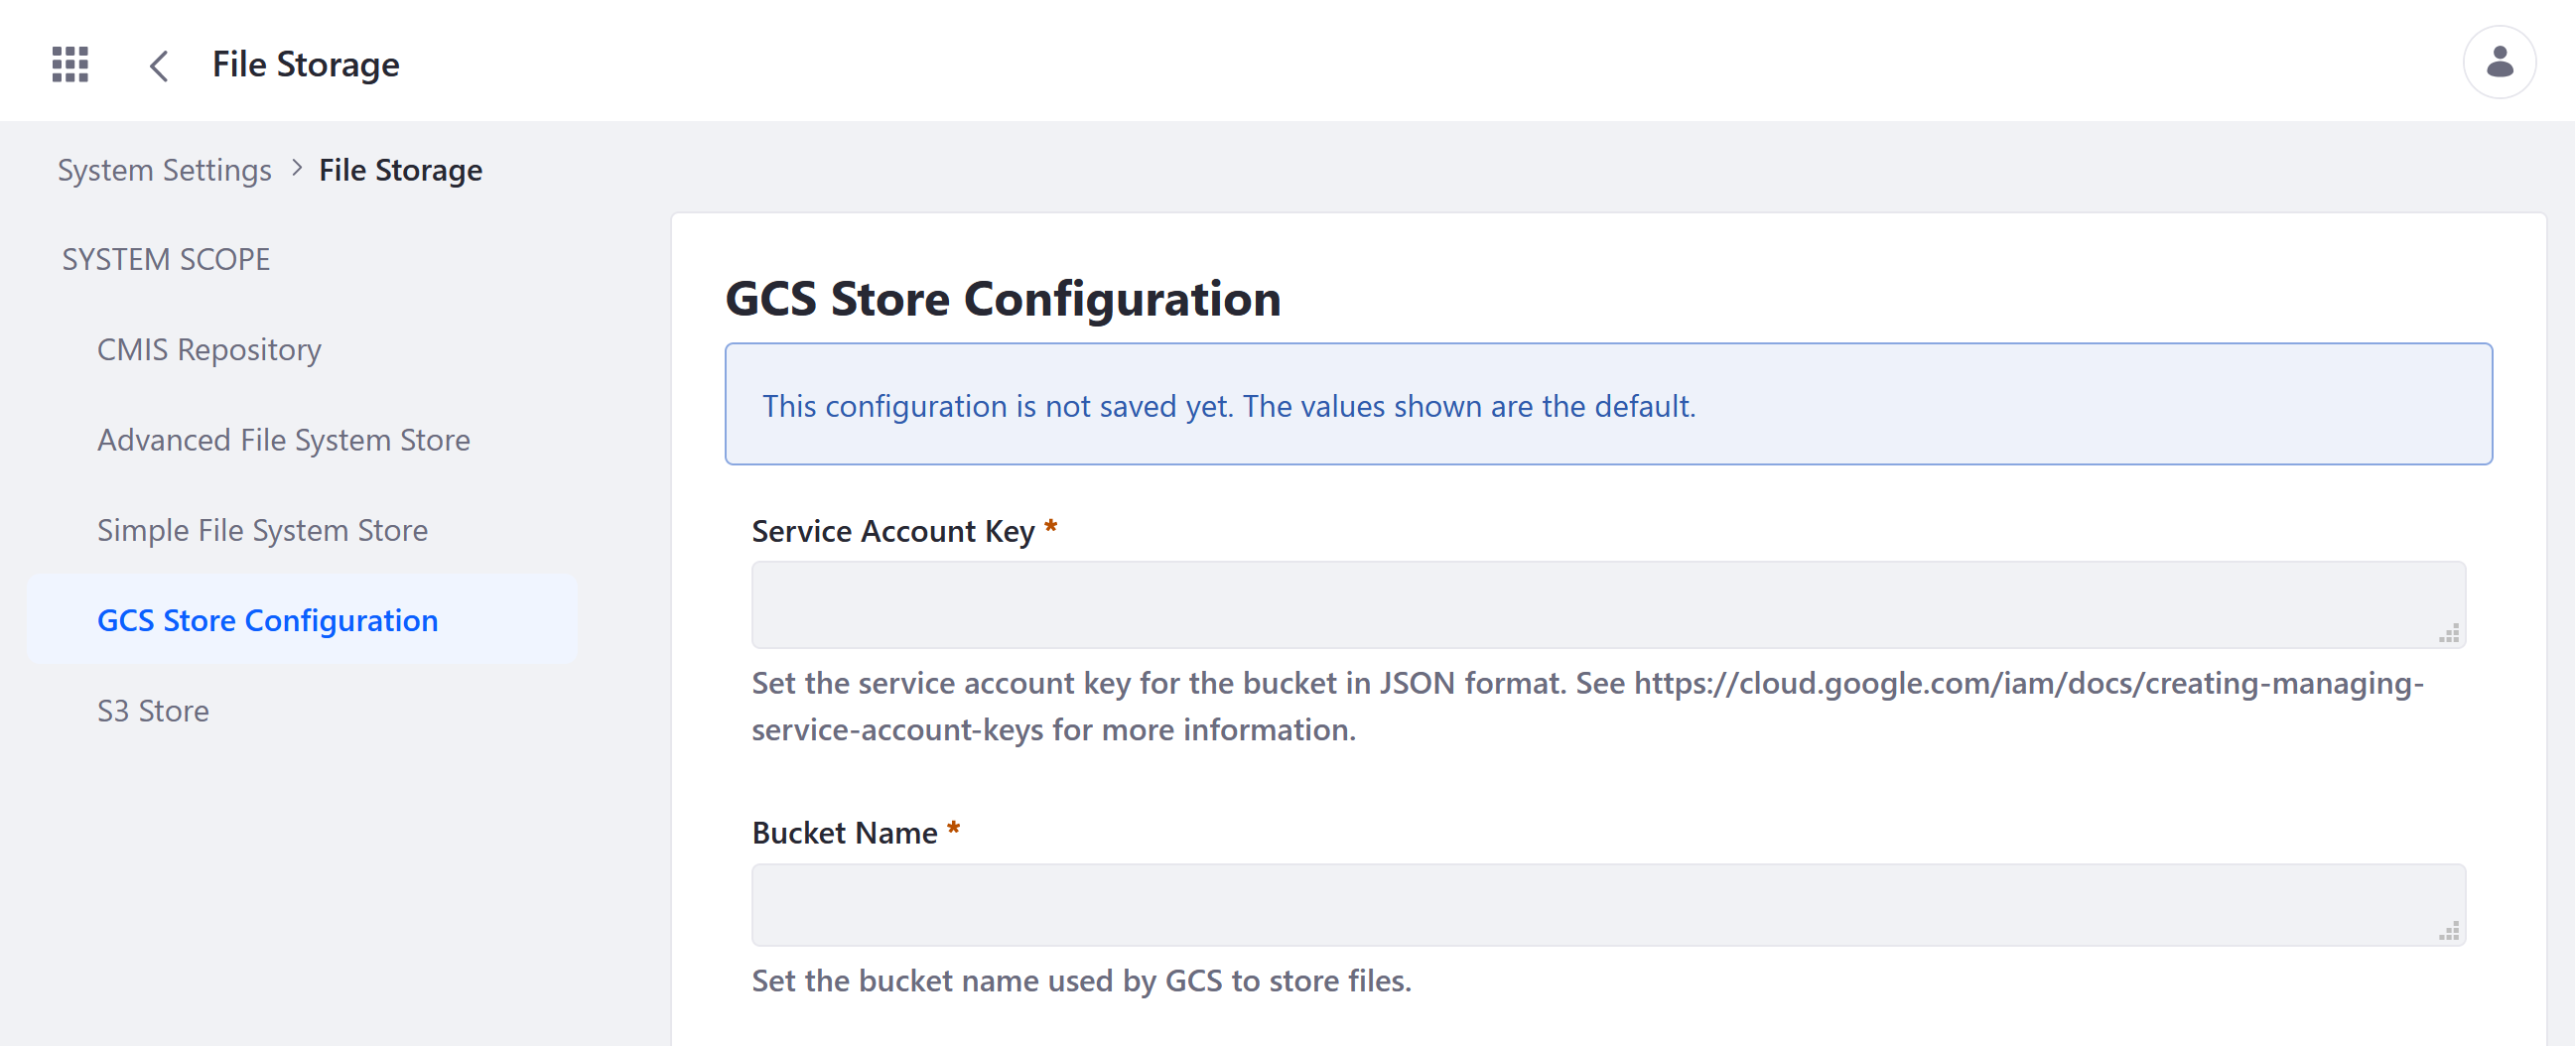 File Storage
System Settings > File Storage
SYSTEM SCOPE
CMIS Repository
Advanced File System Store
Simple File System Store
GCS Store Configuration
S3 Store
GCS Store Configuration
This configuration is not saved yet. The values shown are the default.
Service Account Key *
Set the service account key for the bucket in JSON format. See https://cloud.google.com/iam/docs/creating-managing-
service-account-keys for more information.
Bucket Name *
Set the bucket name used by GCS to store files.